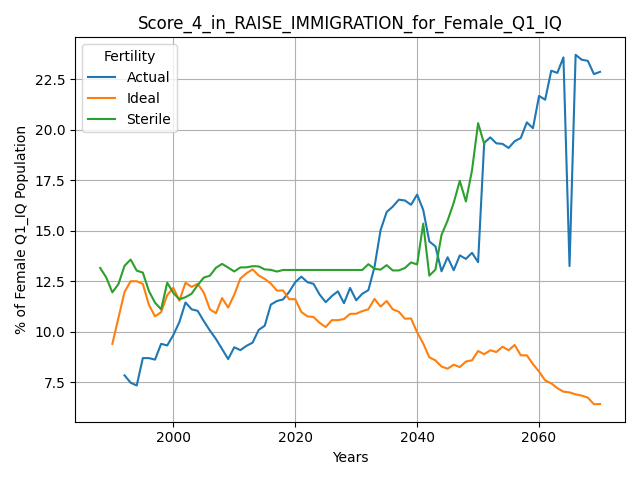 Score_4_in_RAISE_IMMIGRATION_for_Female_Q1_IQ
Fertility
Actual
Ideal
Sterile
% of Female Q1_IQ Population
22.5
20.0
17.5
15.0
12.5
10.0
7.5
2000
2020
2040
2060
Years